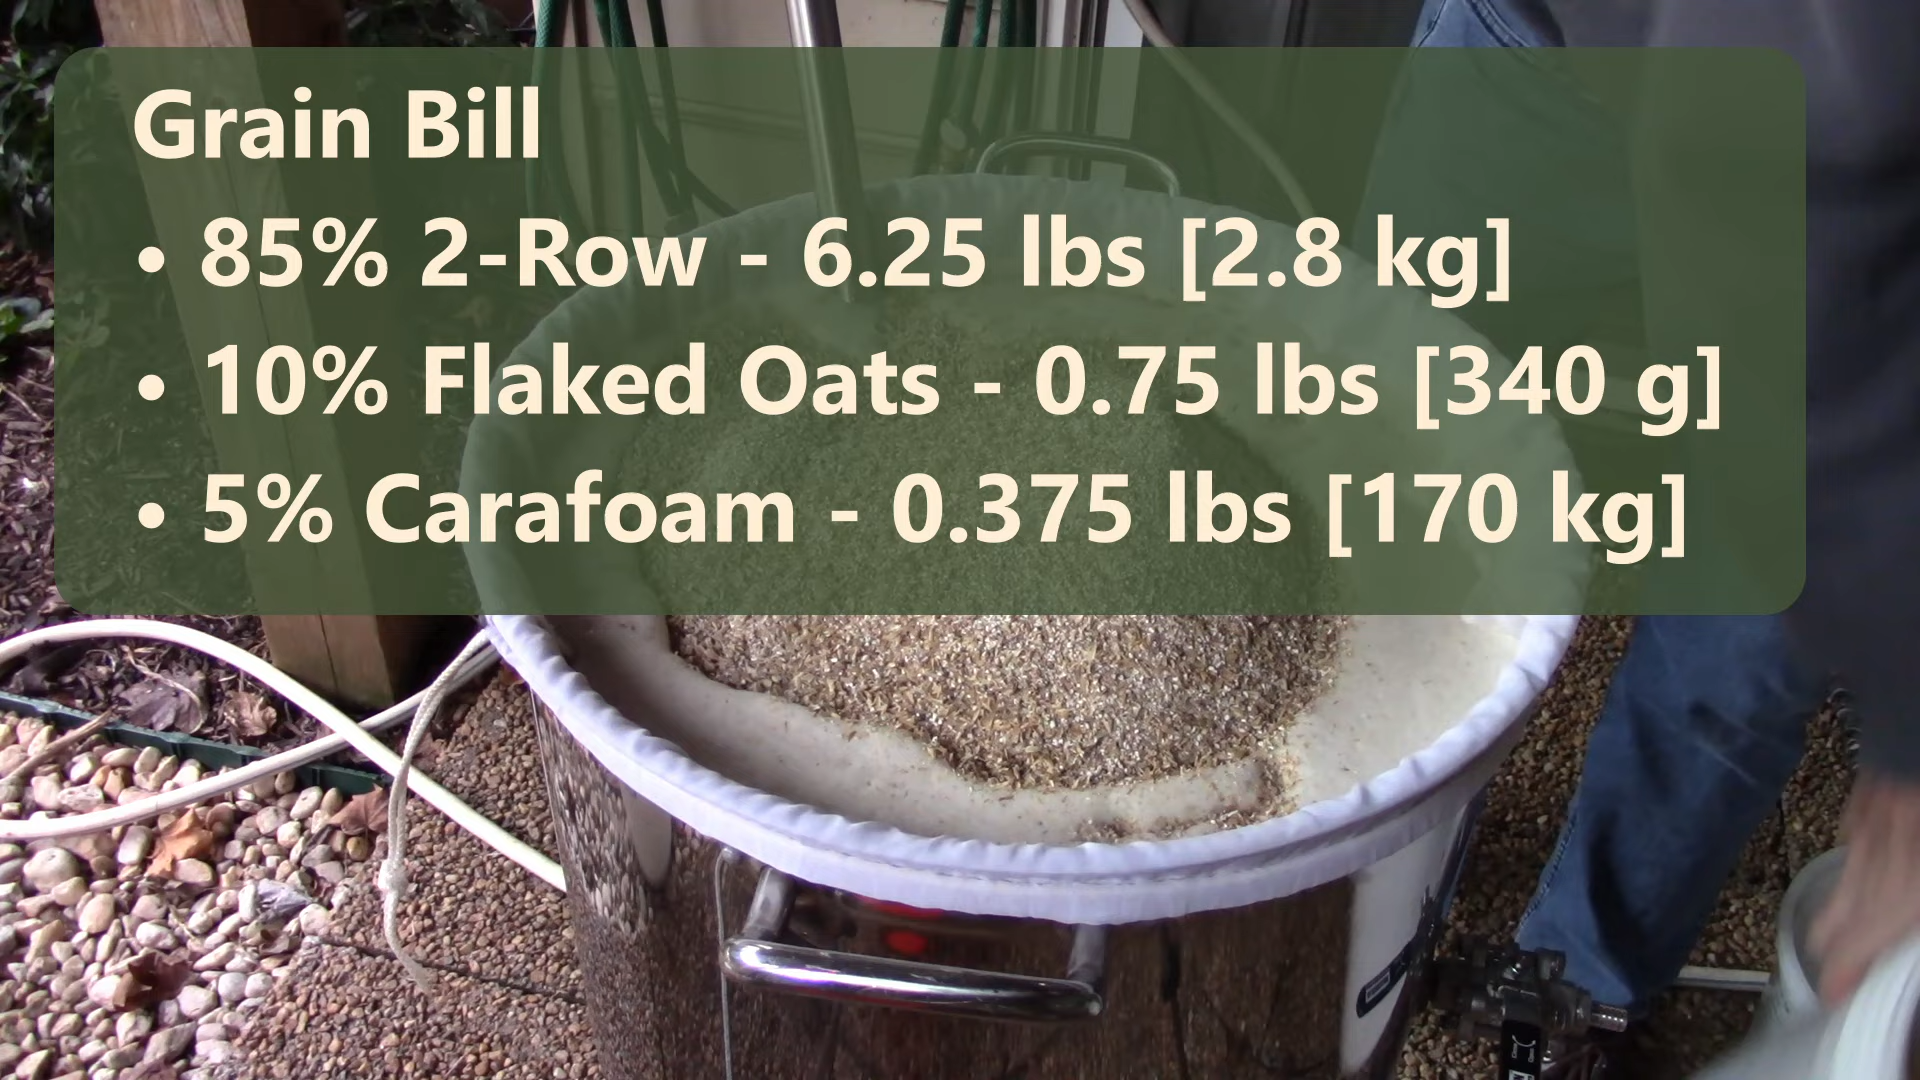 Grain Bill
• 85% 2-Row - 6.25 lbs [2.8 kg]
• 10% Flaked Oats - 0.75 lbs [340 g]
• 5% Carafoam - 0.375 lbs [170 kg]